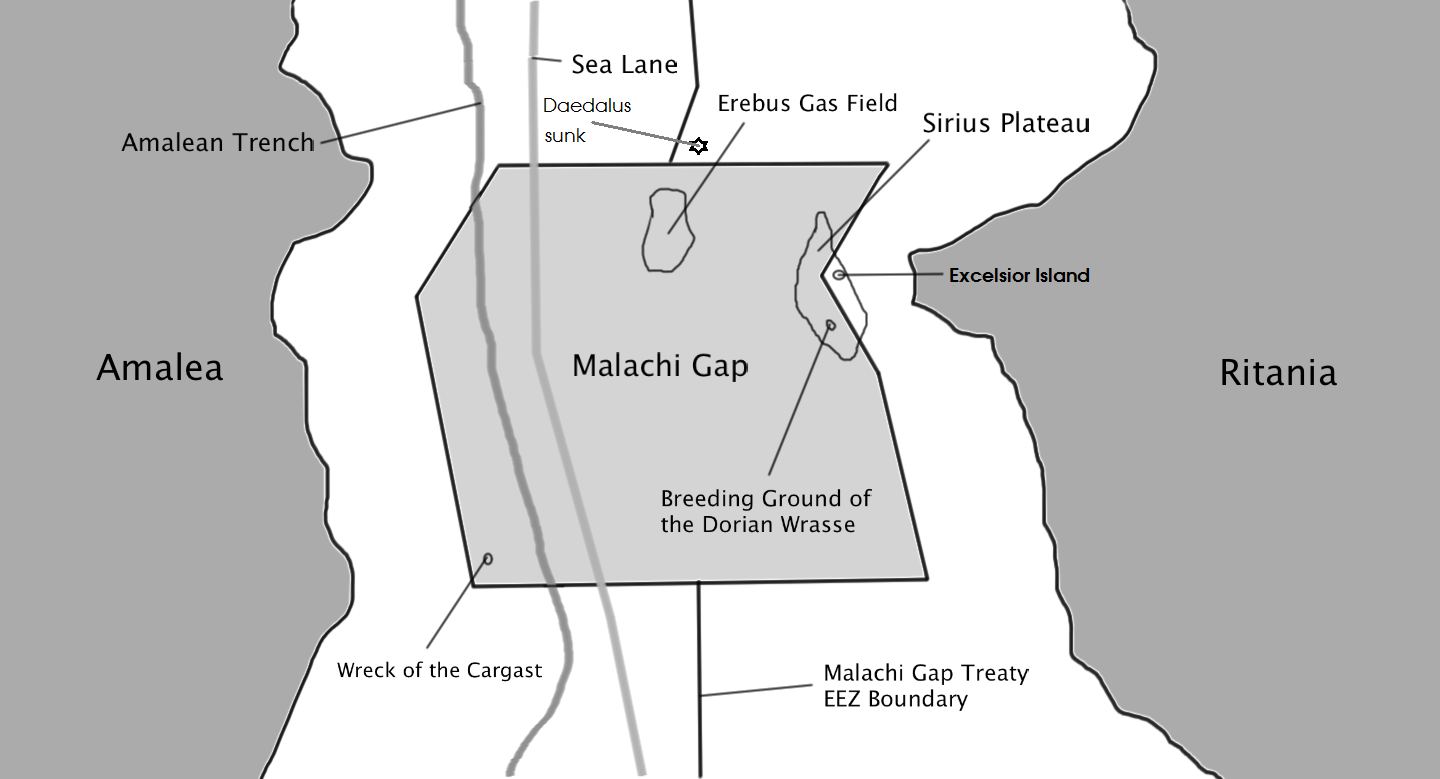 Sea Lane
Daedalus
sunk
Erebus Gas Field
Sirius Plateau
Amalean Trench
Excelsior Island
Amalea
Malachi Gap
Ritania
Breeding Ground of
the Dorian Wrasse
Wreck of the Cargast
Malachi Gap Treaty
EEZ Boundary